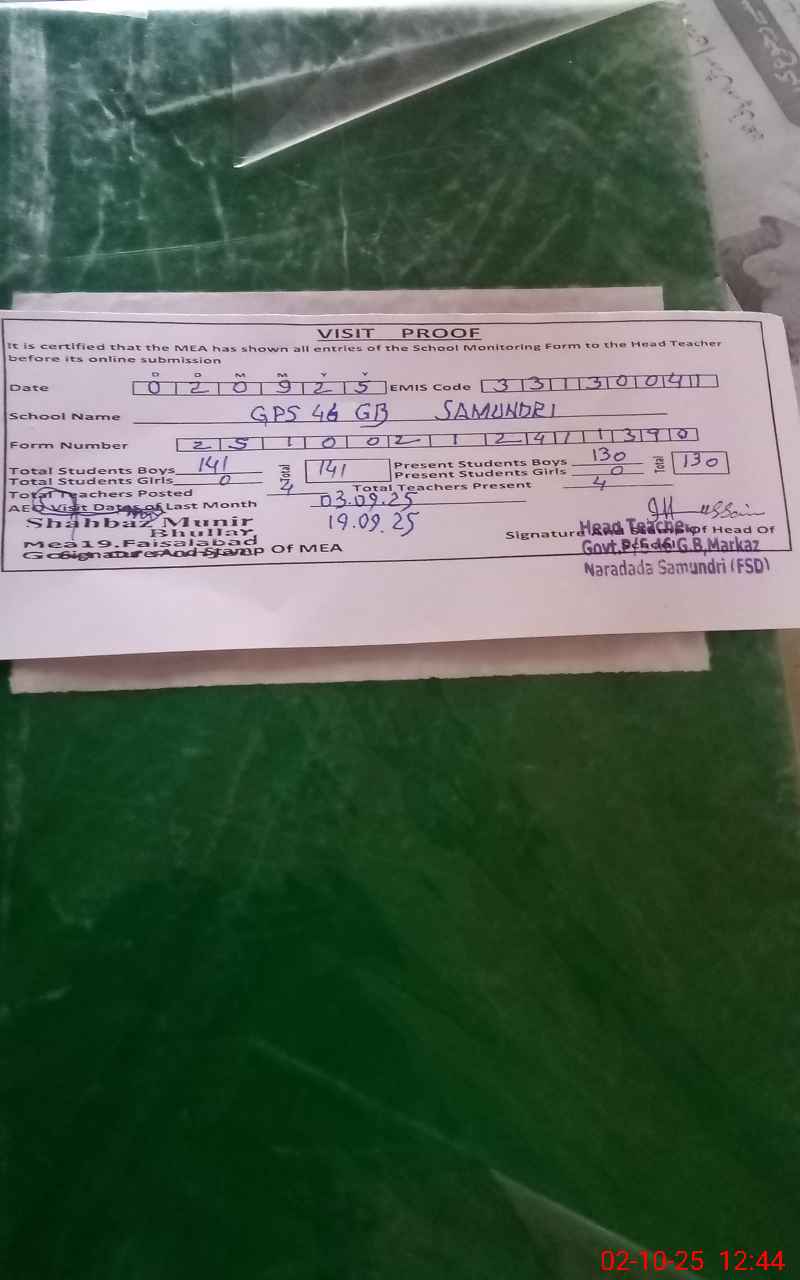 VISIT PROOF
It is certified that the MEA has shown all entries of the School Monitoring Form to the Head Teacher
before its online submission
D D M M Y Y
Date 0 2 0 9 2 5 EMIS Code 3 3 1 1 3 0 0 4 1
School Name GPS 46 GB SAMUNDRI
Form Number 2 5 1 0 0 2 1 2 4 1 1 3 9 0
Total Students Boys 141 Total 141 Present Students Boys 130 Total 130
Total Students Girls 0 Present Students Girls 0
Total Teachers Posted 4 Total Teachers Present 4
AEO Visit Dates of Last Month 03.09.25
19.09.25
Shahbaz Munir
Bhullar
Mea19.Faisalabad
Signature And Stamp Of MEA
Signature And Stamp Of Head Of
Head Teacher
Govt.P/S 46 G.B,Markaz
Naradada Samundri (FSD)
02-10-25 12:44